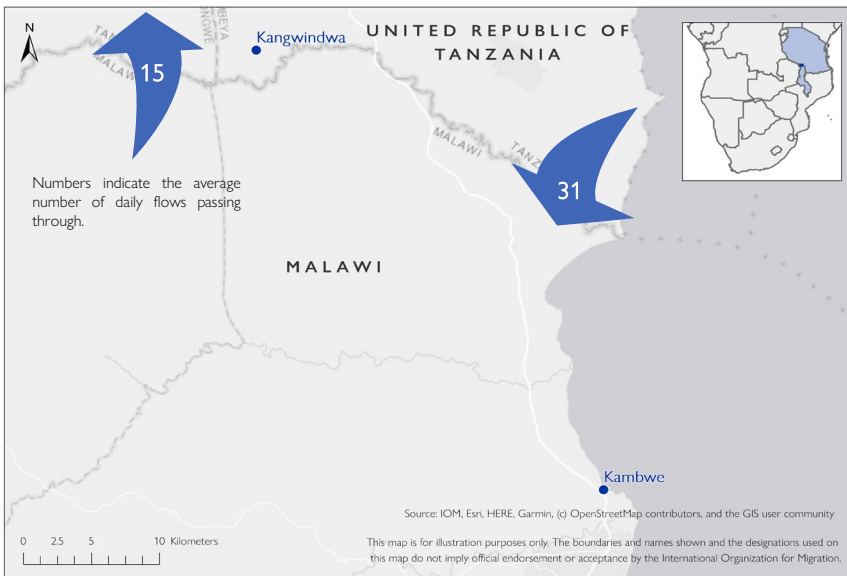 N
Kangwindwa
UNITED REPUBLIC OF
TANZANIA
MALAWI
15
MALAWI
31
Numbers indicate the average
number of daily flows passing
through.
MALAWI
Kambwe
Source: IOM, Esri, HERE, Garmin, (c) OpenStreetMap contributors, and the GIS user community
0 2.5 5 10 Kilometers
This map is for illustration purposes only. The boundaries and names shown and the designations used on
this map do not imply official endorsement or acceptance by the International Organization for Migration.